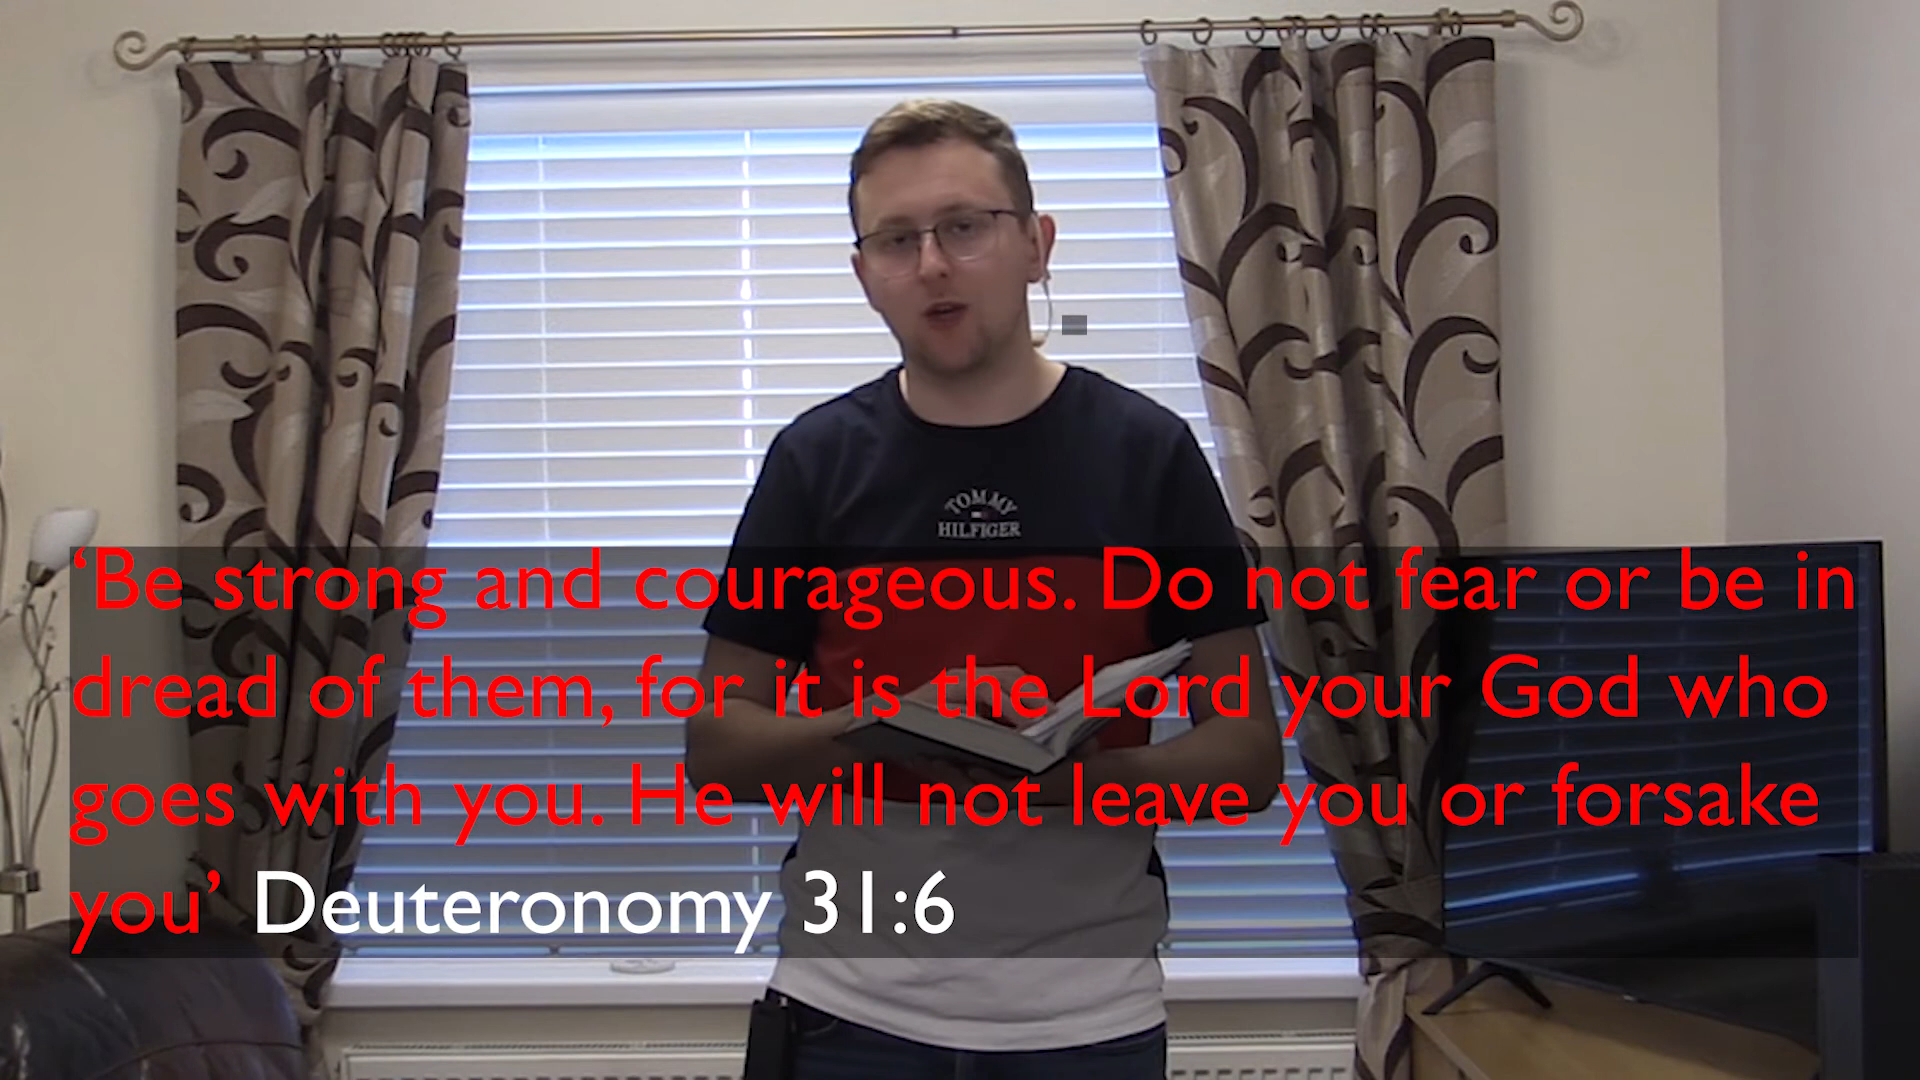 TOMMY
HILFIGER
‘Be strong and courageous. Do not fear or be in
dread of them, for it is the Lord your God who
goes with you. He will not leave you or forsake
you’ Deuteronomy 31:6